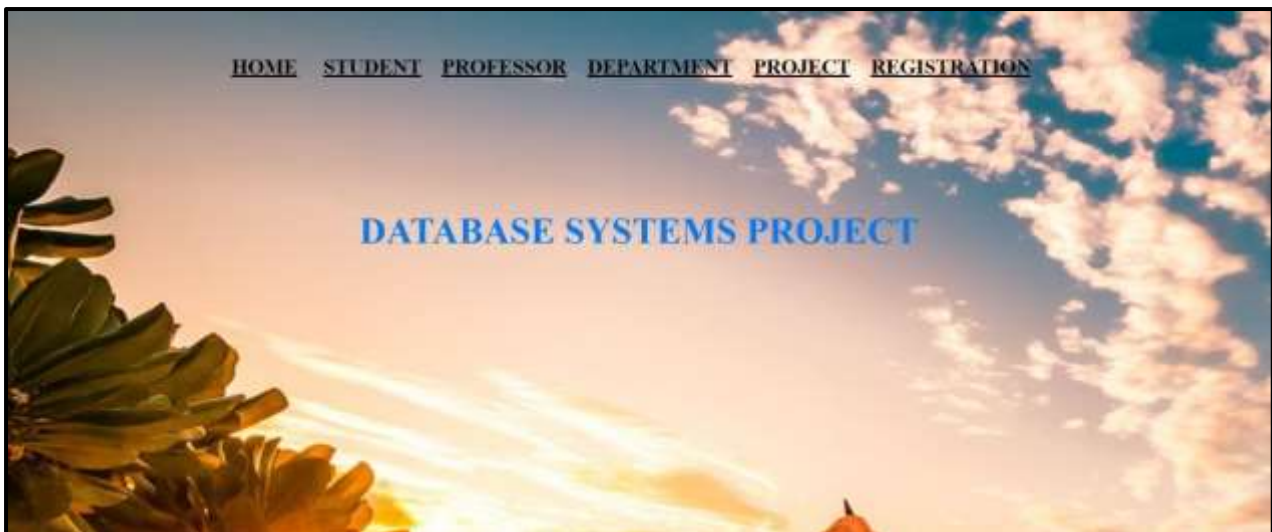 HOME STUDENT PROFESSOR DEPARTMENT PROJECT REGISTRATION
DATABASE SYSTEMS PROJECT